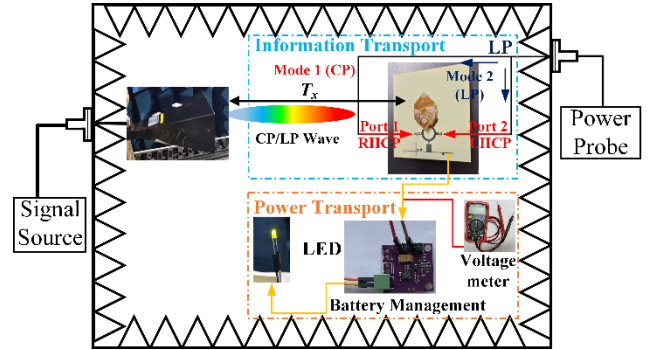 Information Transport
LP
Mode 1 (CP)
Mode 2
(LP)
Tx
CP/LP Wave
Port 1
RHCP
Port 2
LHCP
Power
Probe
Signal
Source
Power Transport
LED
Voltage
meter
Battery Management